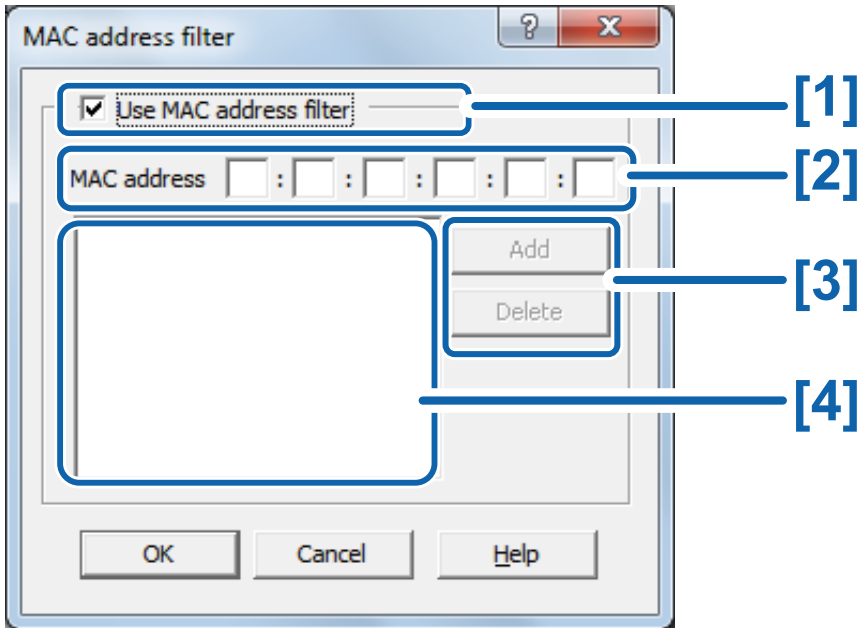 MAC address filter ?
Use MAC address filter [1]
MAC address : : : : : [2]
Add
[3]
Delete
[4]
OK Cancel Help